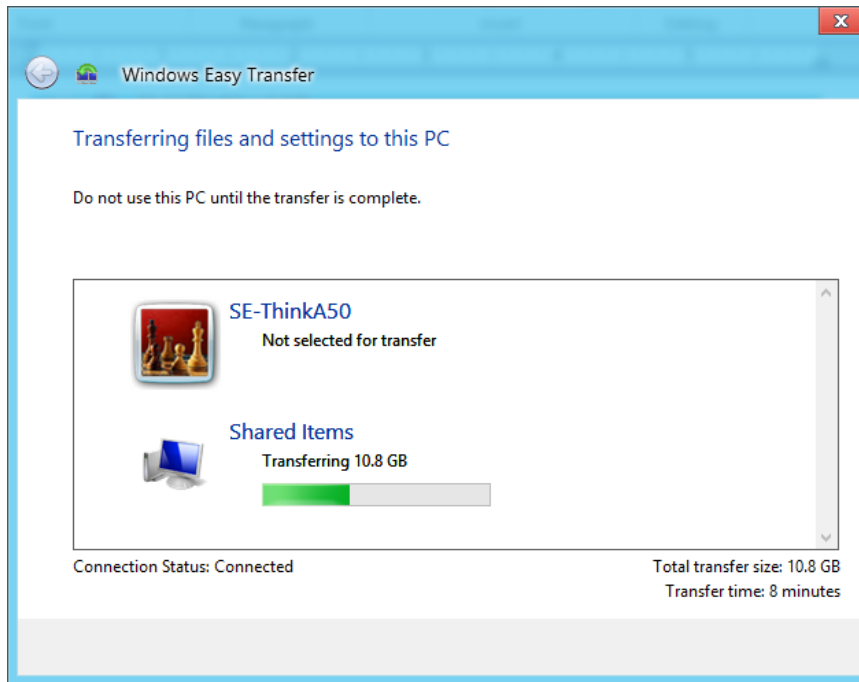 Windows Easy Transfer
Transferring files and settings to this PC
Do not use this PC until the transfer is complete.
SE-ThinkA50
Not selected for transfer
Shared Items
Transferring 10.8 GB
Connection Status: Connected
Total transfer size: 10.8 GB
Transfer time: 8 minutes